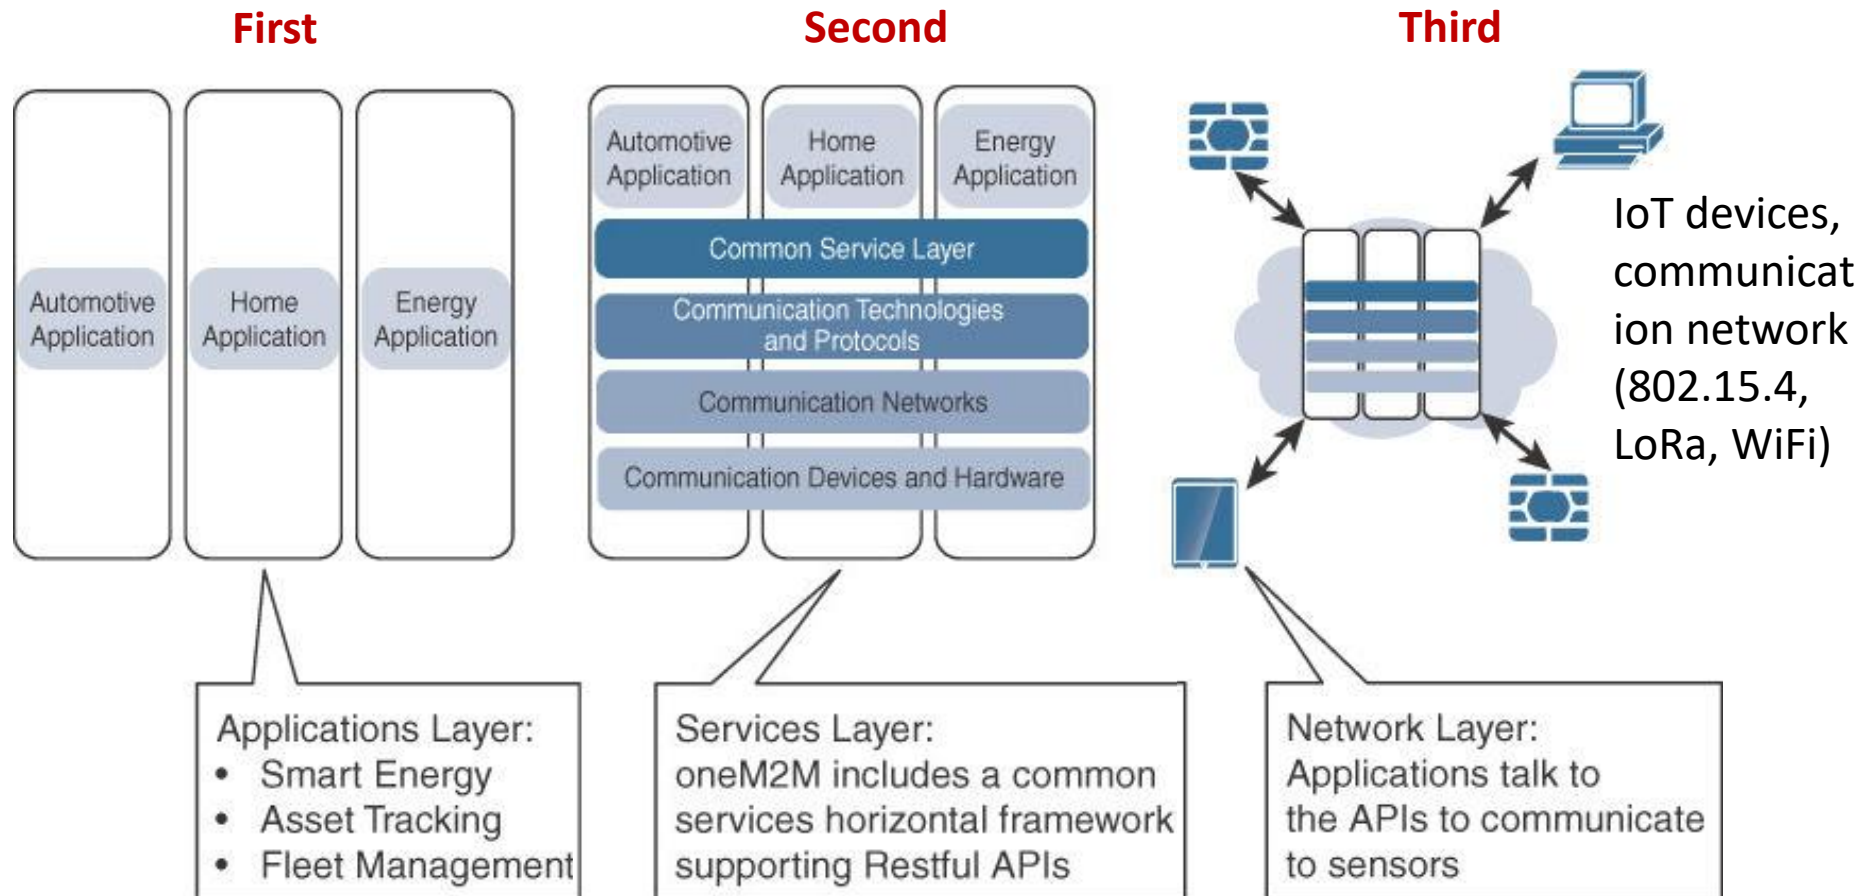 First
Second
Third
Automotive
Application
Home
Application
Energy
Application
Automotive
Application
Home
Application
Energy
Application
Common Service Layer
Communication Technologies
and Protocols
Communication Networks
Communication Devices and Hardware
IoT devices,
communicat
ion network
(802.15.4,
LoRa, WiFi)
Applications Layer:
• Smart Energy
• Asset Tracking
• Fleet Management
Services Layer:
oneM2M includes a common
services horizontal framework
supporting Restful APIs
Network Layer:
Applications talk to
the APIs to communicate
to sensors